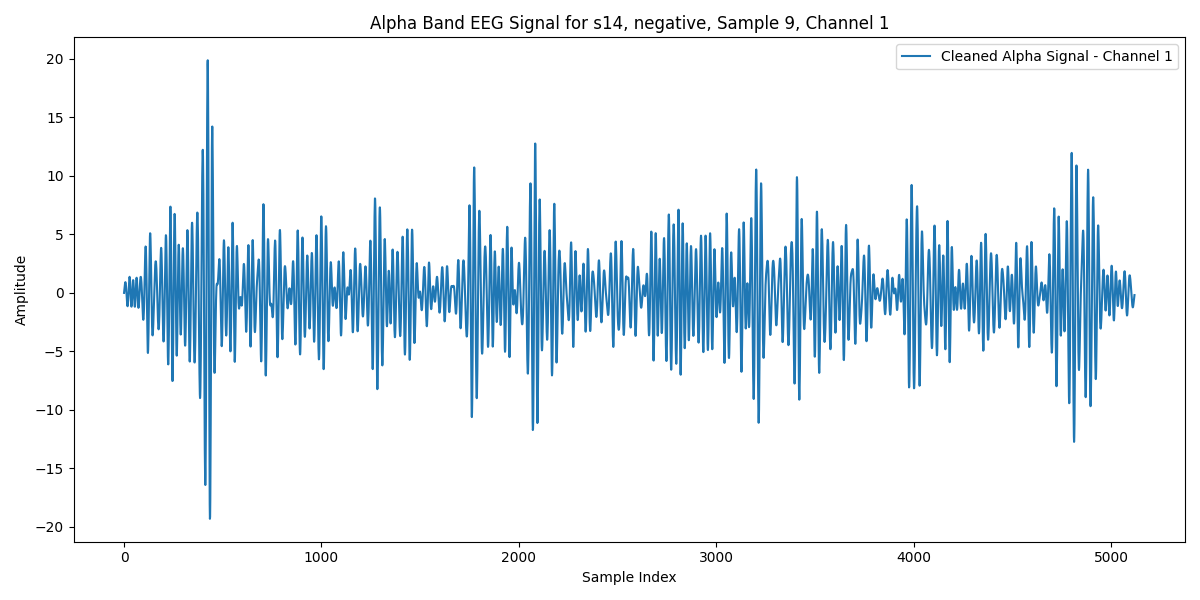 Alpha Band EEG Signal for s14, negative, Sample 9, Channel 1
Cleaned Alpha Signal - Channel 1
Amplitude
20
15
10
5
0
−5
−10
−15
−20
0 1000 2000 3000 4000 5000
Sample Index